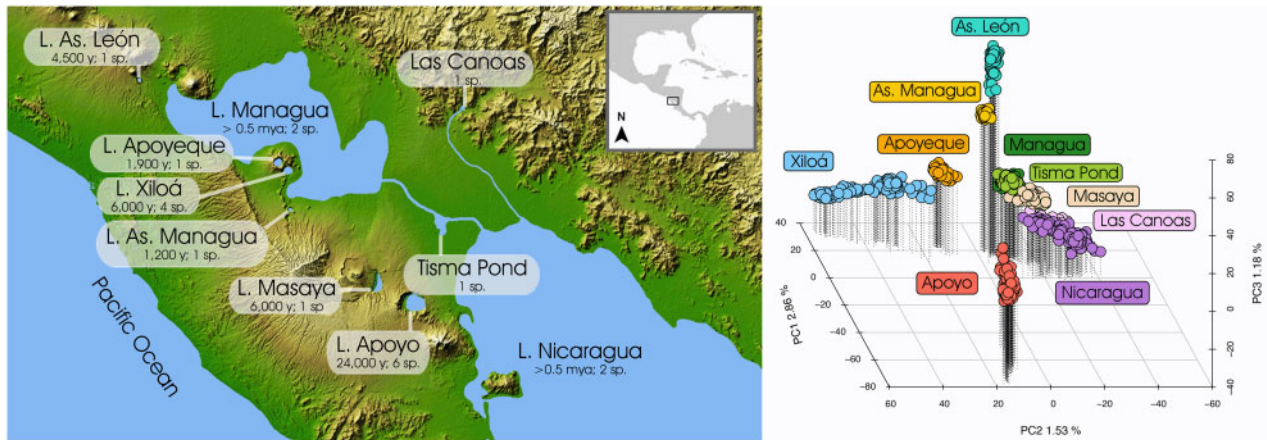 L. As. León
4,500 y; 1 sp.
Las Canoas
1 sp.
L. Managua
> 0.5 mya; 2 sp.
N
L. Apoyeque
1,900 y; 1 sp.
L. Xiloá
6,000 y; 4 sp.
L. As. Managua
1,200 y; 1 sp.
Tisma Pond
1 sp.
L. Masaya
6,000 y; 1 sp
L. Apoyo
24,000 y; 6 sp.
L. Nicaragua
>0.5 mya; 2 sp.
Pacific Ocean
As. León
As. Managua
Apoyeque
Managua
Xiloá
Tisma Pond
Masaya
Las Canoas
Apoyo
Nicaragua
40
20
0
−20
−40
−60
−80
PC1 2.86 %
60
40
20
0
−20
−40
−60
PC2 1.53 %
80
60
40
20
0
−20
−40
PC3 1.18 %